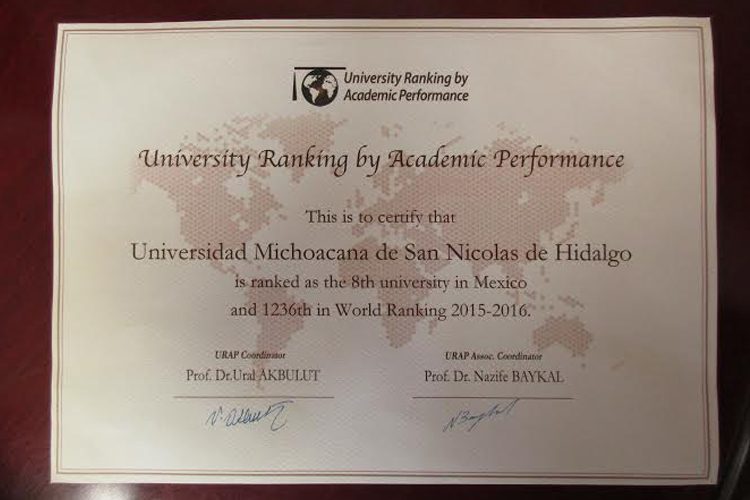 University Ranking by
Academic Performance
University Ranking by Academic Performance
This is to certify that
Universidad Michoacana de San Nicolas de Hidalgo
is ranked as the 8th university in Mexico
and 1236th in World Ranking 2015-2016.
URAP Coordinator
Prof. Dr.Ural AKBULUT
URAP Assoc. Coordinator
Prof. Dr. Nazife BAYKAL